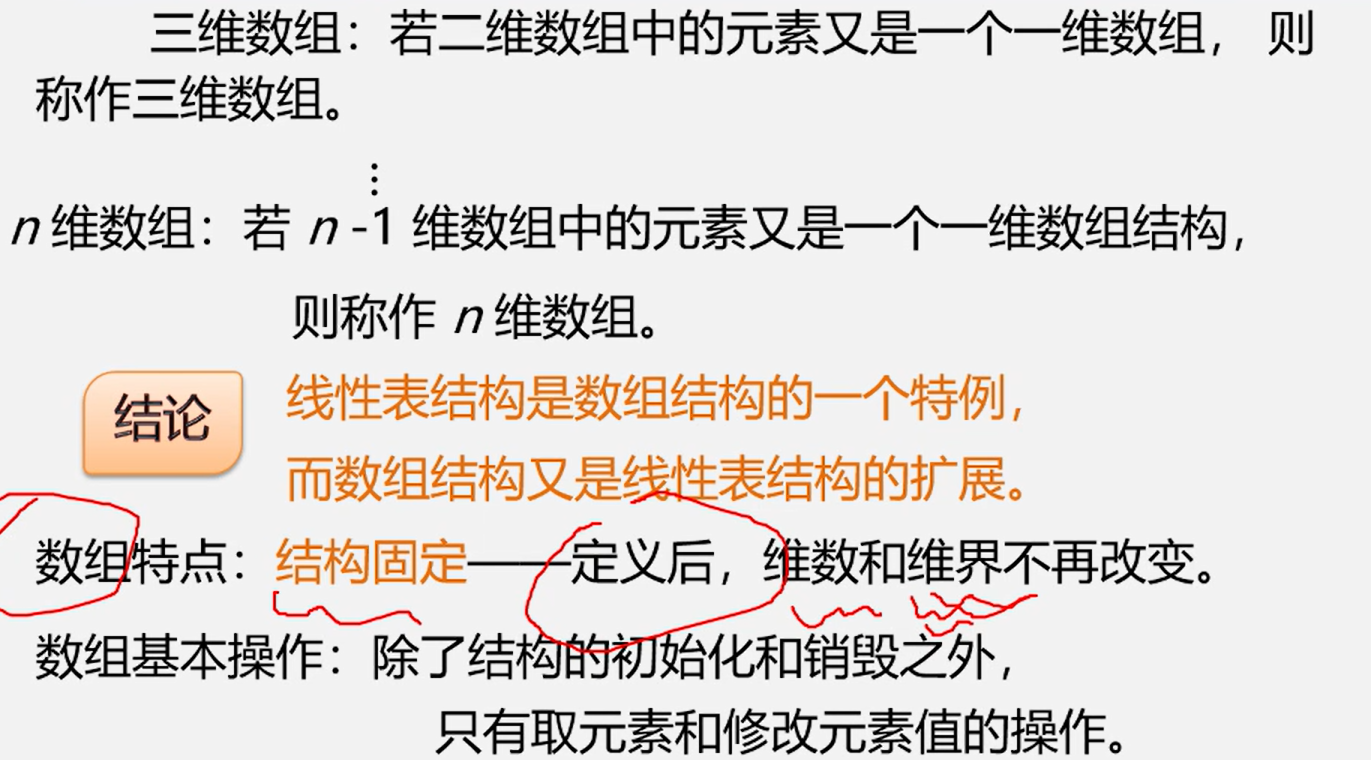 三维数组：若二维数组中的元素又是一个一维数组， 则
称作三维数组。
⋮
n 维数组：若 n -1 维数组中的元素又是一个一维数组结构，
则称作 n 维数组。
结论
线性表结构是数组结构的一个特例，
而数组结构又是线性表结构的扩展。
数组特点：结构固定——定义后，维数和维界不再改变。
数组基本操作：除了结构的初始化和销毁之外，
只有取元素和修改元素值的操作。